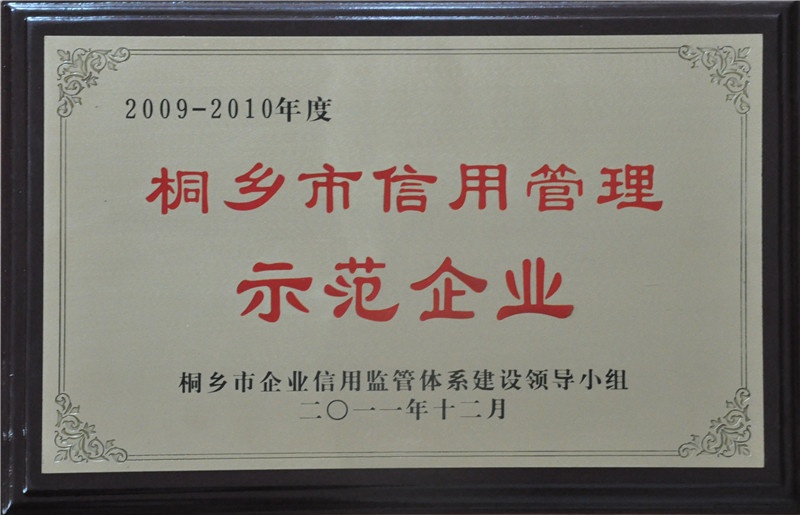 2009-2010年度
桐乡市信用管理
示范企业
桐乡市企业信用监管体系建设领导小组
二〇一一年十二月